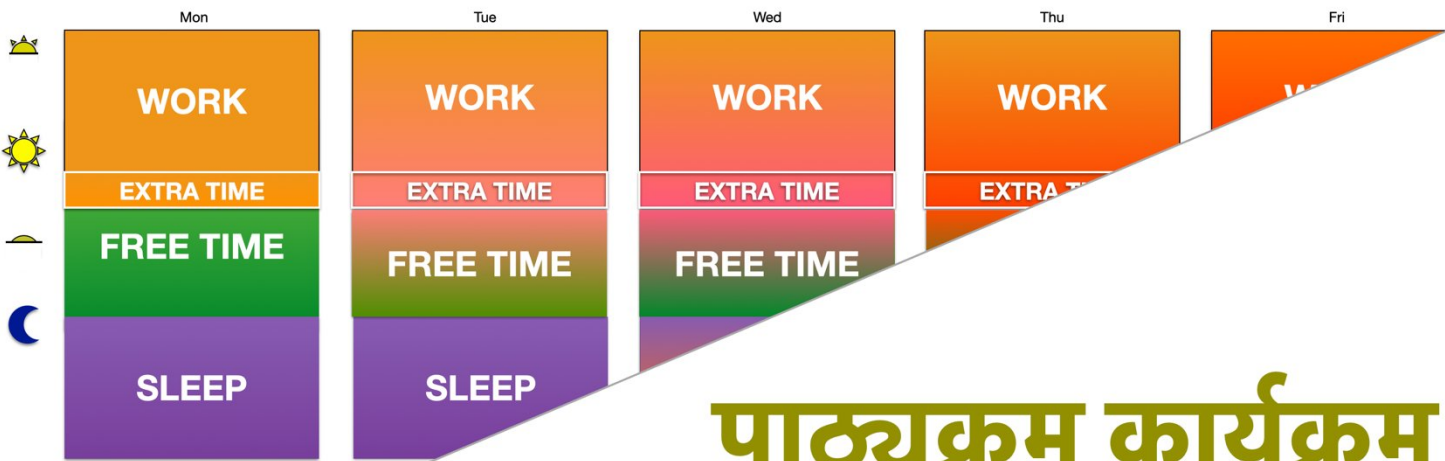 Mon Tue Wed Thu Fri
WORK WORK WORK WORK
EXTRA TIME EXTRA TIME EXTRA TIME EXTRA
FREE TIME FREE TIME FREE TIME
SLEEP SLEEP
पाठ्यक्रम कार्यक्रम